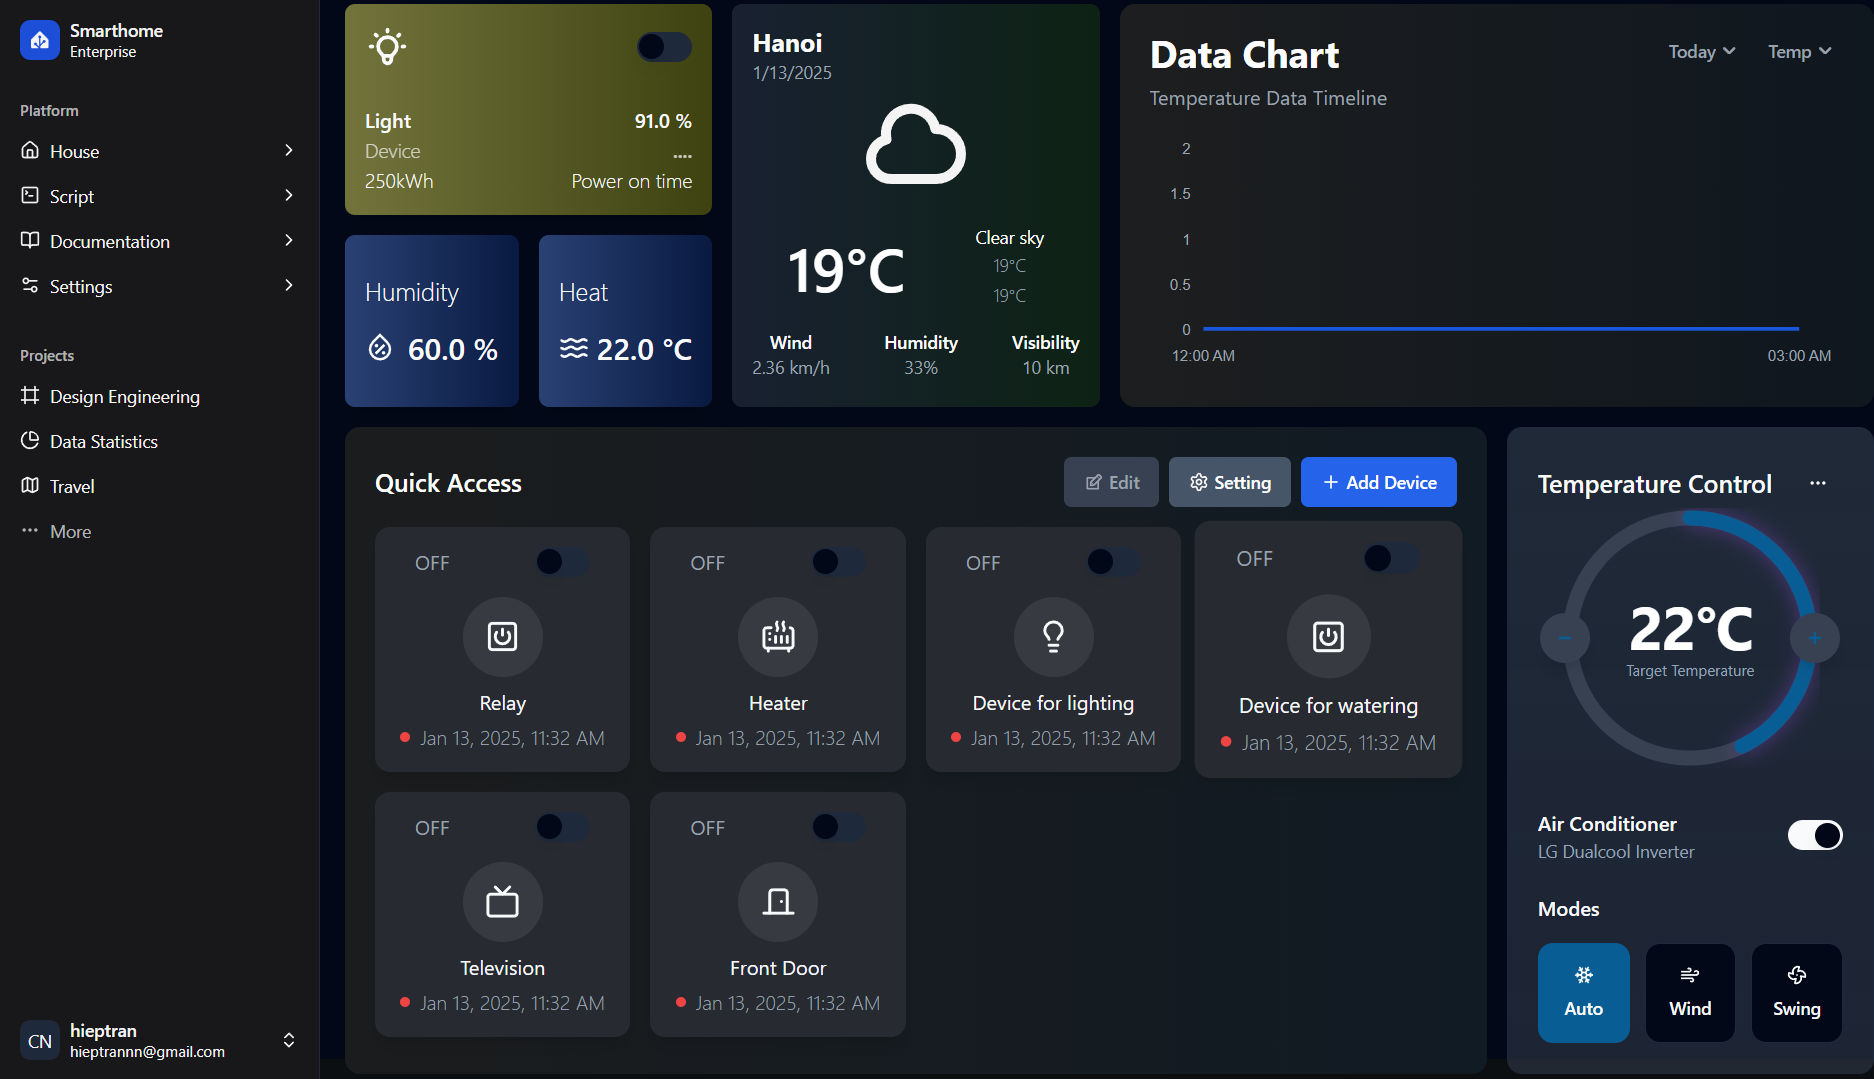 Smarthome
Enterprise
Platform
House
Script
Documentation
Settings
Projects
Design Engineering
Data Statistics
Travel
More
CN
hieptran
hieptrannn@gmail.com
Light
91.0 %
Device
....
250kWh
Power on time
Humidity
60.0 %
Heat
22.0 °C
Hanoi
1/13/2025
19°C
Clear sky
19°C
19°C
Wind
Humidity
Visibility
2.36 km/h
33%
10 km
Data Chart
Today
Temp
Temperature Data Timeline
2
1.5
1
0.5
0
12:00 AM
03:00 AM
Quick Access
Edit
Setting
Add Device
OFF
Relay
Jan 13, 2025, 11:32 AM
OFF
Heater
Jan 13, 2025, 11:32 AM
OFF
Device for lighting
Jan 13, 2025, 11:32 AM
OFF
Device for watering
Jan 13, 2025, 11:32 AM
OFF
Television
Jan 13, 2025, 11:32 AM
OFF
Front Door
Jan 13, 2025, 11:32 AM
Temperature Control
22°C
Target Temperature
Air Conditioner
LG Dualcool Inverter
Modes
Auto
Wind
Swing